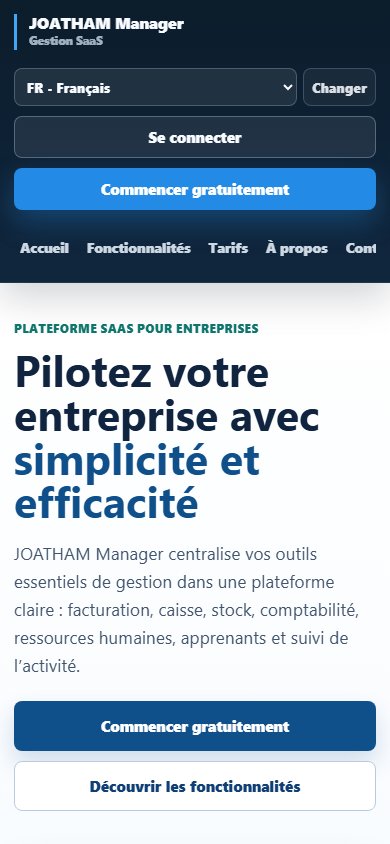 JOATHAM Manager
Gestion SaaS
FR - Français
Changer
Se connecter
Commencer gratuitement
Accueil Fonctionnalités Tarifs À propos Cont
PLATEFORME SAAS POUR ENTREPRISES
Pilotez votre
entreprise avec
simplicité et
efficacité
JOATHAM Manager centralise vos outils
essentiels de gestion dans une plateforme
claire : facturation, caisse, stock, comptabilité,
ressources humaines, apprenants et suivi de
l’activité.
Commencer gratuitement
Découvrir les fonctionnalités